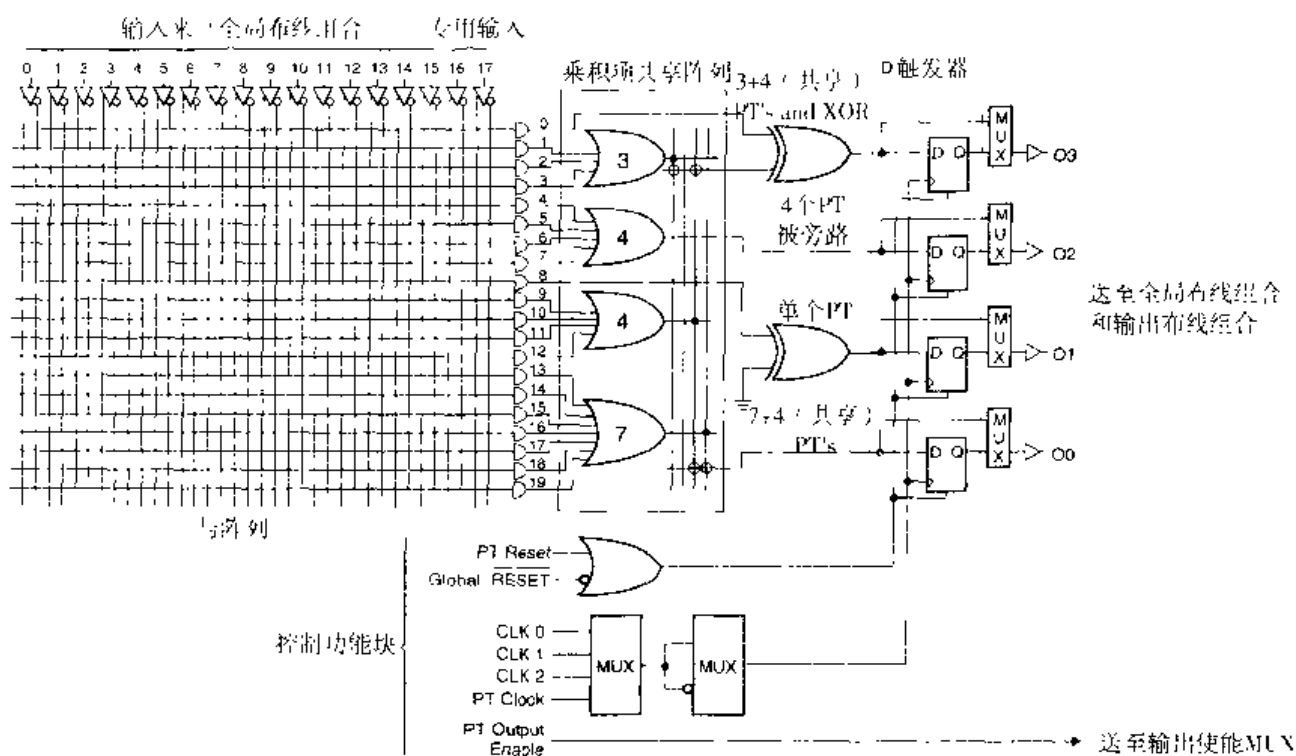 全局布线组合 专用输入
0 1 2 3 4 5 6 7 8 9 10 11 12 13 14 15 16 17
乘积项共享阵列
3+4（共享）
PT's and XOR
D触发器
0
1
2
3
4
5
6
7
8
9
10
11
12
13
14
15
16
17
18
19
3
4
4
7
4个PT
被旁路
单个PT
7+4（共享）
PT's
D Q
MUX
O3
D Q
MUX
O2
D Q
MUX
O1
D Q
MUX
O0
送至全局布线组合
和输出布线组合
与阵列
控制功能块
PT Reset
Global RESET
CLK 0
CLK 1
CLK 2
PT Clock
MUX
MUX
PT Output
Enable
送至输出使能MUX